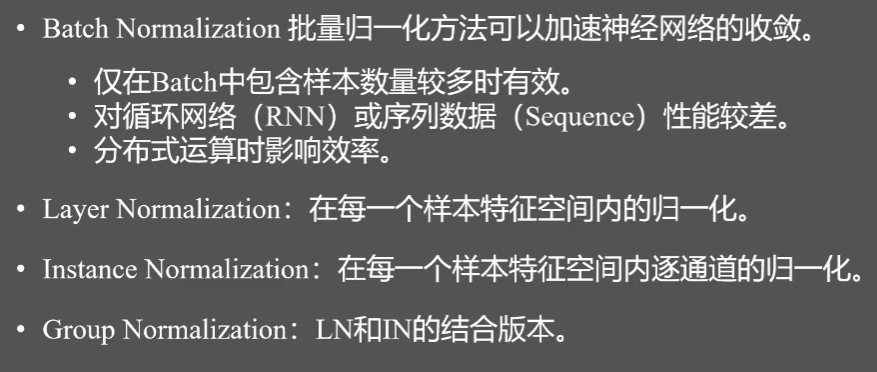 • Batch Normalization 批量归一化方法可以加速神经网络的收敛。
• 仅在Batch中包含样本数量较多时有效。
• 对循环网络（RNN）或序列数据（Sequence）性能较差。
• 分布式运算时影响效率。
• Layer Normalization：在每一个样本特征空间内的归一化。
• Instance Normalization：在每一个样本特征空间内逐通道的归一化。
• Group Normalization：LN和IN的结合版本。